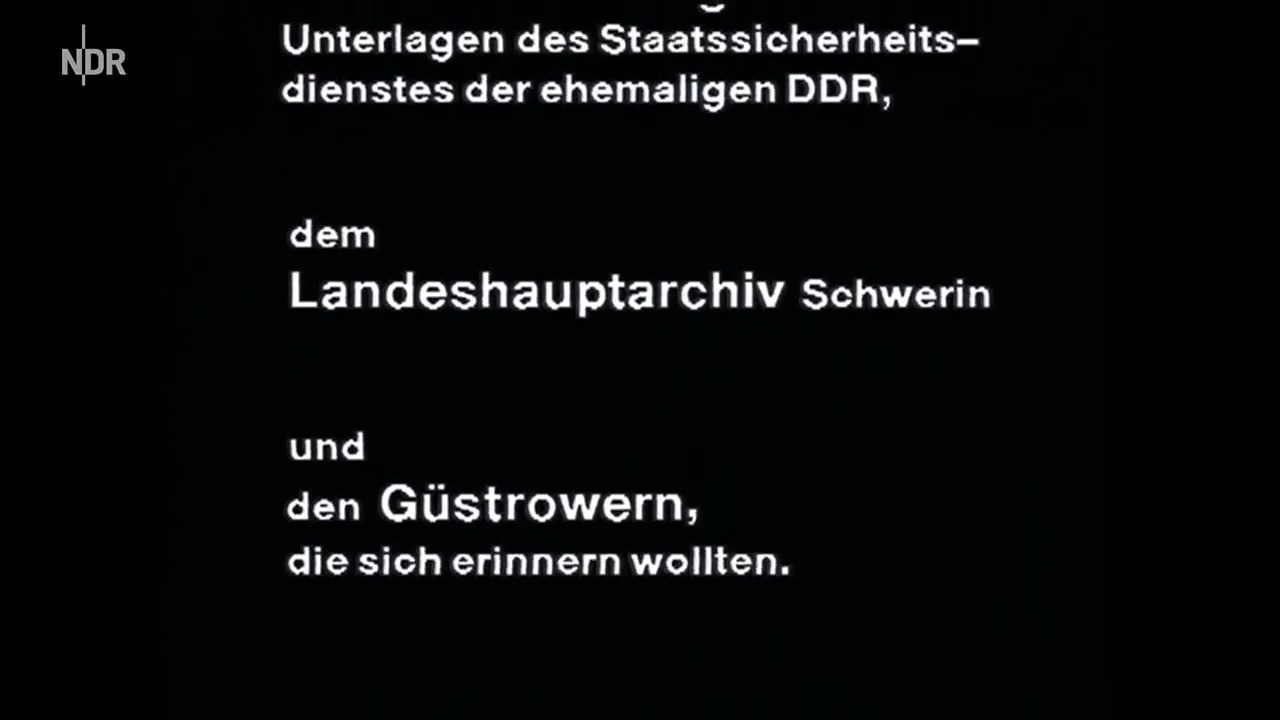 NDR
Unterlagen des Staatssicherheits–
dienstes der ehemaligen DDR,
dem
Landeshauptarchiv Schwerin
und
den Güstrowern,
die sich erinnern wollten.